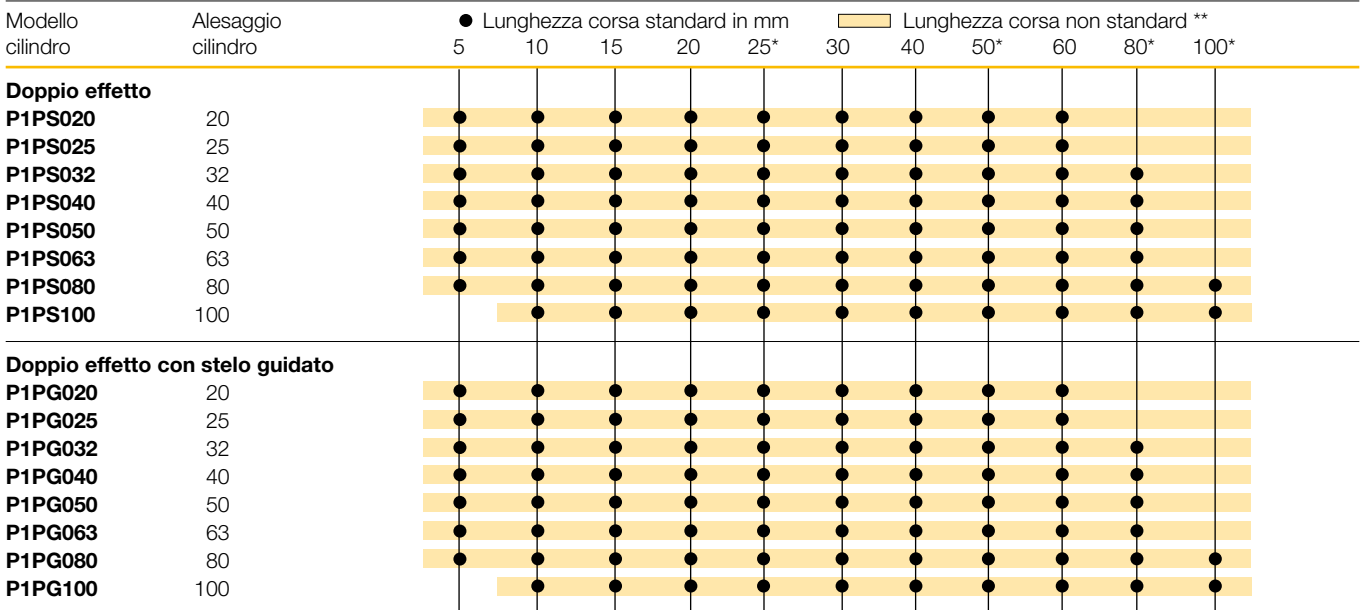 Modello Alesaggio ● Lunghezza corsa standard in mm Lunghezza corsa non standard **
cilindro cilindro 5 10 15 20 25* 30 40 50* 60 80* 100*
Doppio effetto
P1PS020 20
P1PS025 25
P1PS032 32
P1PS040 40
P1PS050 50
P1PS063 63
P1PS080 80
P1PS100 100
Doppio effetto con stelo guidato
P1PG020 20
P1PG025 25
P1PG032 32
P1PG040 40
P1PG050 50
P1PG063 63
P1PG080 80
P1PG100 100